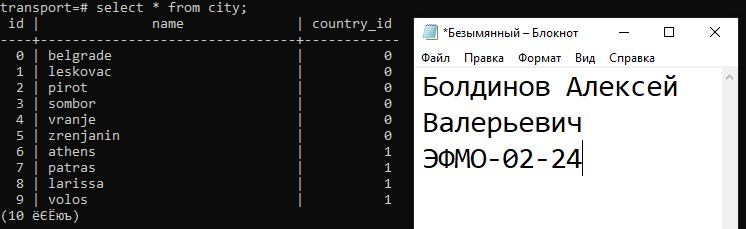 transport=# select * from city;
 id |              name              | country_id
----+--------------------------------+------------
  0 | belgrade                       |          0
  1 | leskovac                       |          0
  2 | pirot                          |          0
  3 | sombor                         |          0
  4 | vranje                         |          0
  5 | zrenjanin                      |          0
  6 | athens                         |          1
  7 | patras                         |          1
  8 | larissa                        |          1
  9 | volos                          |          1
(10 ёЄЁюъ)
*Безымянный – Блокнот
Файл Правка Формат Вид Справка
Болдинов Алексей
Валерьевич
ЭФМО-02-24